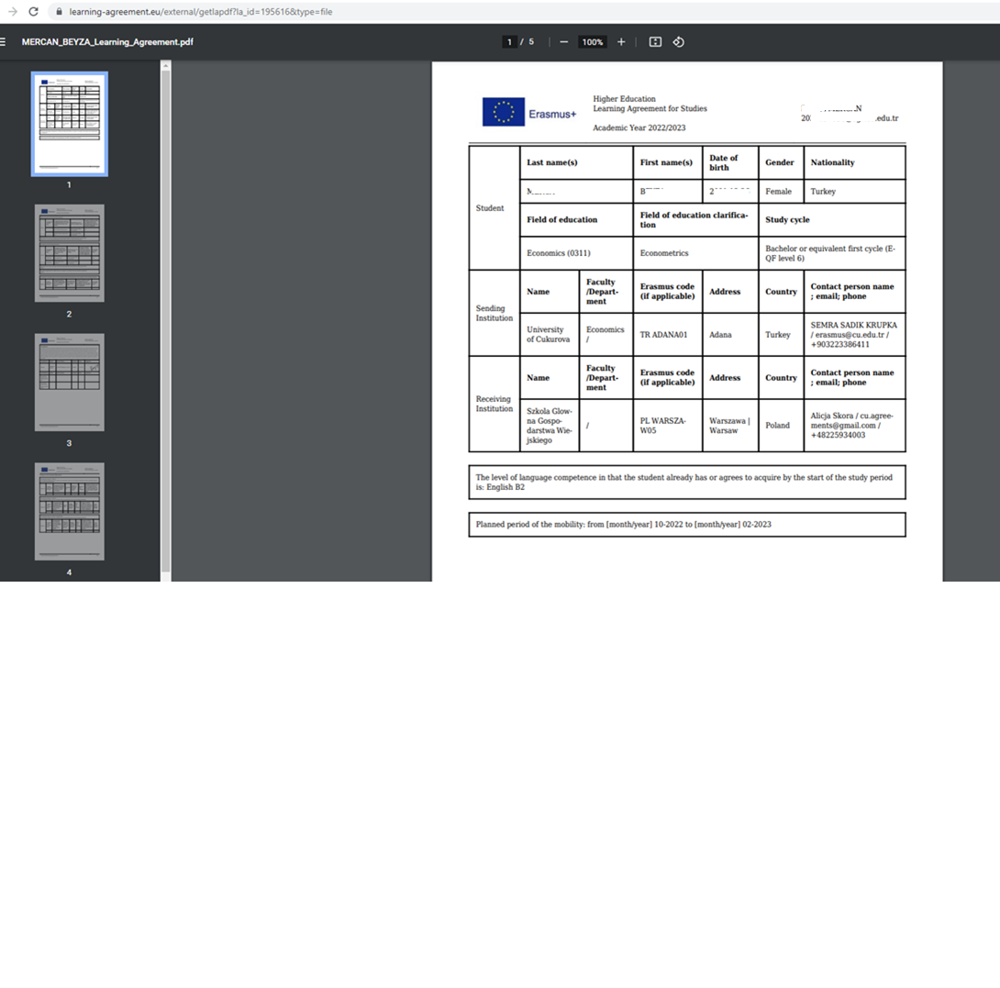 learning-agreement.eu/external/getlapdf?la_id=195616&type=file
MERCAN_BEYZA_Learning_Agreement.pdf
1 / 5
100%
1
2
3
4
Erasmus+
Higher Education
Learning Agreement for Studies
Academic Year 2022/2023
.edu.tr
Student
Last name(s) First name(s) Date of
birth
Gender Nationality
Female Turkey
Field of education
Field of education clarifica-
tion
Study cycle
Economics (0311) Econometrics
Bachelor or equivalent first cycle (E-
QF level 6)
Sending
Institution
Name
Faculty
/Depart-
ment
Erasmus code
(if applicable)
Address
Country
Contact person name
; email; phone
University
of Cukurova
Economics
/
TR ADANA01
Adana
Turkey
SEMRA SADIK KRUPKA
/ erasmus@cu.edu.tr /
+903223386411
Receiving
Institution
Name
Faculty
/Depart-
ment
Erasmus code
(if applicable)
Address
Country
Contact person name
; email; phone
Szkola Glow-
na Gospo-
darstwa Wie-
jskiego
/
PL WARSZA-
W05
Warszawa |
Warsaw
Poland
Alicja Skora / cu.agree-
ments@gmail.com /
+48225934003
The level of language competence in that the student already has or agrees to acquire by the start of the study period
is: English B2
Planned period of the mobility: from [month/year] 10-2022 to [month/year] 02-2023